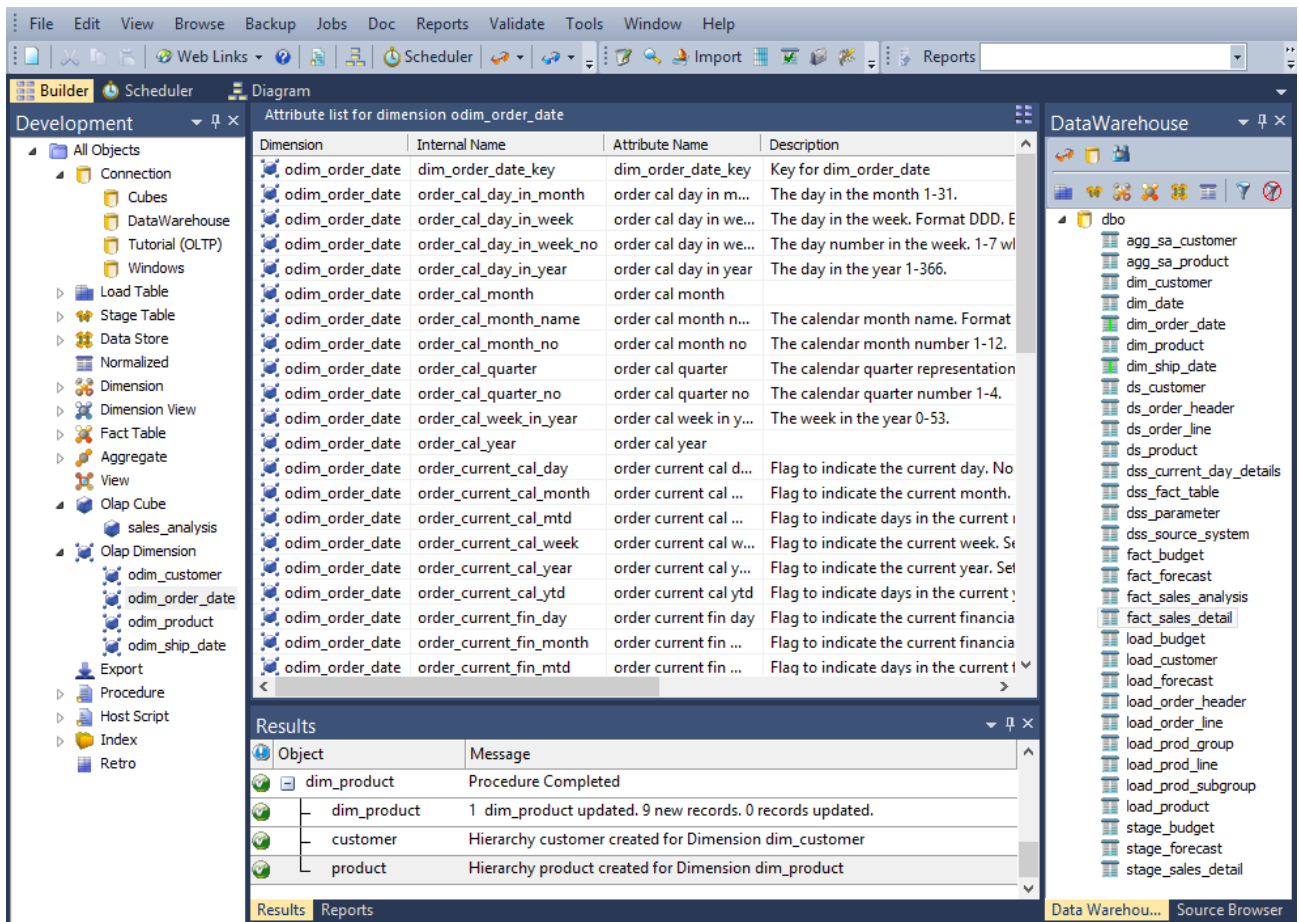 File Edit View Browse Backup Jobs Doc Reports Validate Tools Window Help
Web Links Scheduler Import Reports
Builder Scheduler Diagram
Development
All Objects
Connection
Cubes
DataWarehouse
Tutorial (OLTP)
Windows
Load Table
Stage Table
Data Store
Normalized
Dimension
Dimension View
Fact Table
Aggregate
View
Olap Cube
sales_analysis
Olap Dimension
odim_customer
odim_order_date
odim_product
odim_ship_date
Export
Procedure
Host Script
Index
Retro
Attribute list for dimension odim_order_date
Dimension Internal Name Attribute Name Description
odim_order_date dim_order_date_key dim_order_date_key Key for dim_order_date
odim_order_date order_cal_day_in_month order cal day in m... The day in the month 1-31.
odim_order_date order_cal_day_in_week order cal day in we... The day in the week. Format DDD. E
odim_order_date order_cal_day_in_week_no order cal day in we... The day number in the week. 1-7 wl
odim_order_date order_cal_day_in_year order cal day in year The day in the year 1-366.
odim_order_date order_cal_month order cal month
odim_order_date order_cal_month_name order cal month n... The calendar month name. Format
odim_order_date order_cal_month_no order cal month no The calendar month number 1-12.
odim_order_date order_cal_quarter order cal quarter The calendar quarter representation
odim_order_date order_cal_quarter_no order cal quarter no The calendar quarter number 1-4.
odim_order_date order_cal_week_in_year order cal week in y... The week in the year 0-53.
odim_order_date order_cal_year order cal year
odim_order_date order_current_cal_day order current cal d... Flag to indicate the current day. No
odim_order_date order_current_cal_month order current cal ... Flag to indicate the current month.
odim_order_date order_current_cal_mtd order current cal ... Flag to indicate days in the current
odim_order_date order_current_cal_week order current cal w... Flag to indicate the current week. Se
odim_order_date order_current_cal_year order current cal y... Flag to indicate the current year. Set
odim_order_date order_current_cal_ytd order current cal ytd Flag to indicate days in the current
odim_order_date order_current_fin_day order current fin day Flag to indicate the current financia
odim_order_date order_current_fin_month order current fin ... Flag to indicate the current financia
odim_order_date order_current_fin_mtd order current fin ... Flag to indicate days in the current
Results
Object Message
dim_product Procedure Completed
dim_product 1 dim_product updated. 9 new records. 0 records updated.
customer Hierarchy customer created for Dimension dim_customer
product Hierarchy product created for Dimension dim_product
Results Reports
DataWarehouse
dbo
agg_sa_customer
agg_sa_product
dim_customer
dim_date
dim_order_date
dim_product
dim_ship_date
ds_customer
ds_order_header
ds_order_line
ds_product
dss_current_day_details
dss_fact_table
dss_parameter
dss_source_system
fact_budget
fact_forecast
fact_sales_analysis
fact_sales_detail
load_budget
load_customer
load_forecast
load_order_header
load_order_line
load_prod_group
load_prod_line
load_prod_subgroup
load_product
stage_budget
stage_forecast
stage_sales_detail
Data Warehou... Source Browser